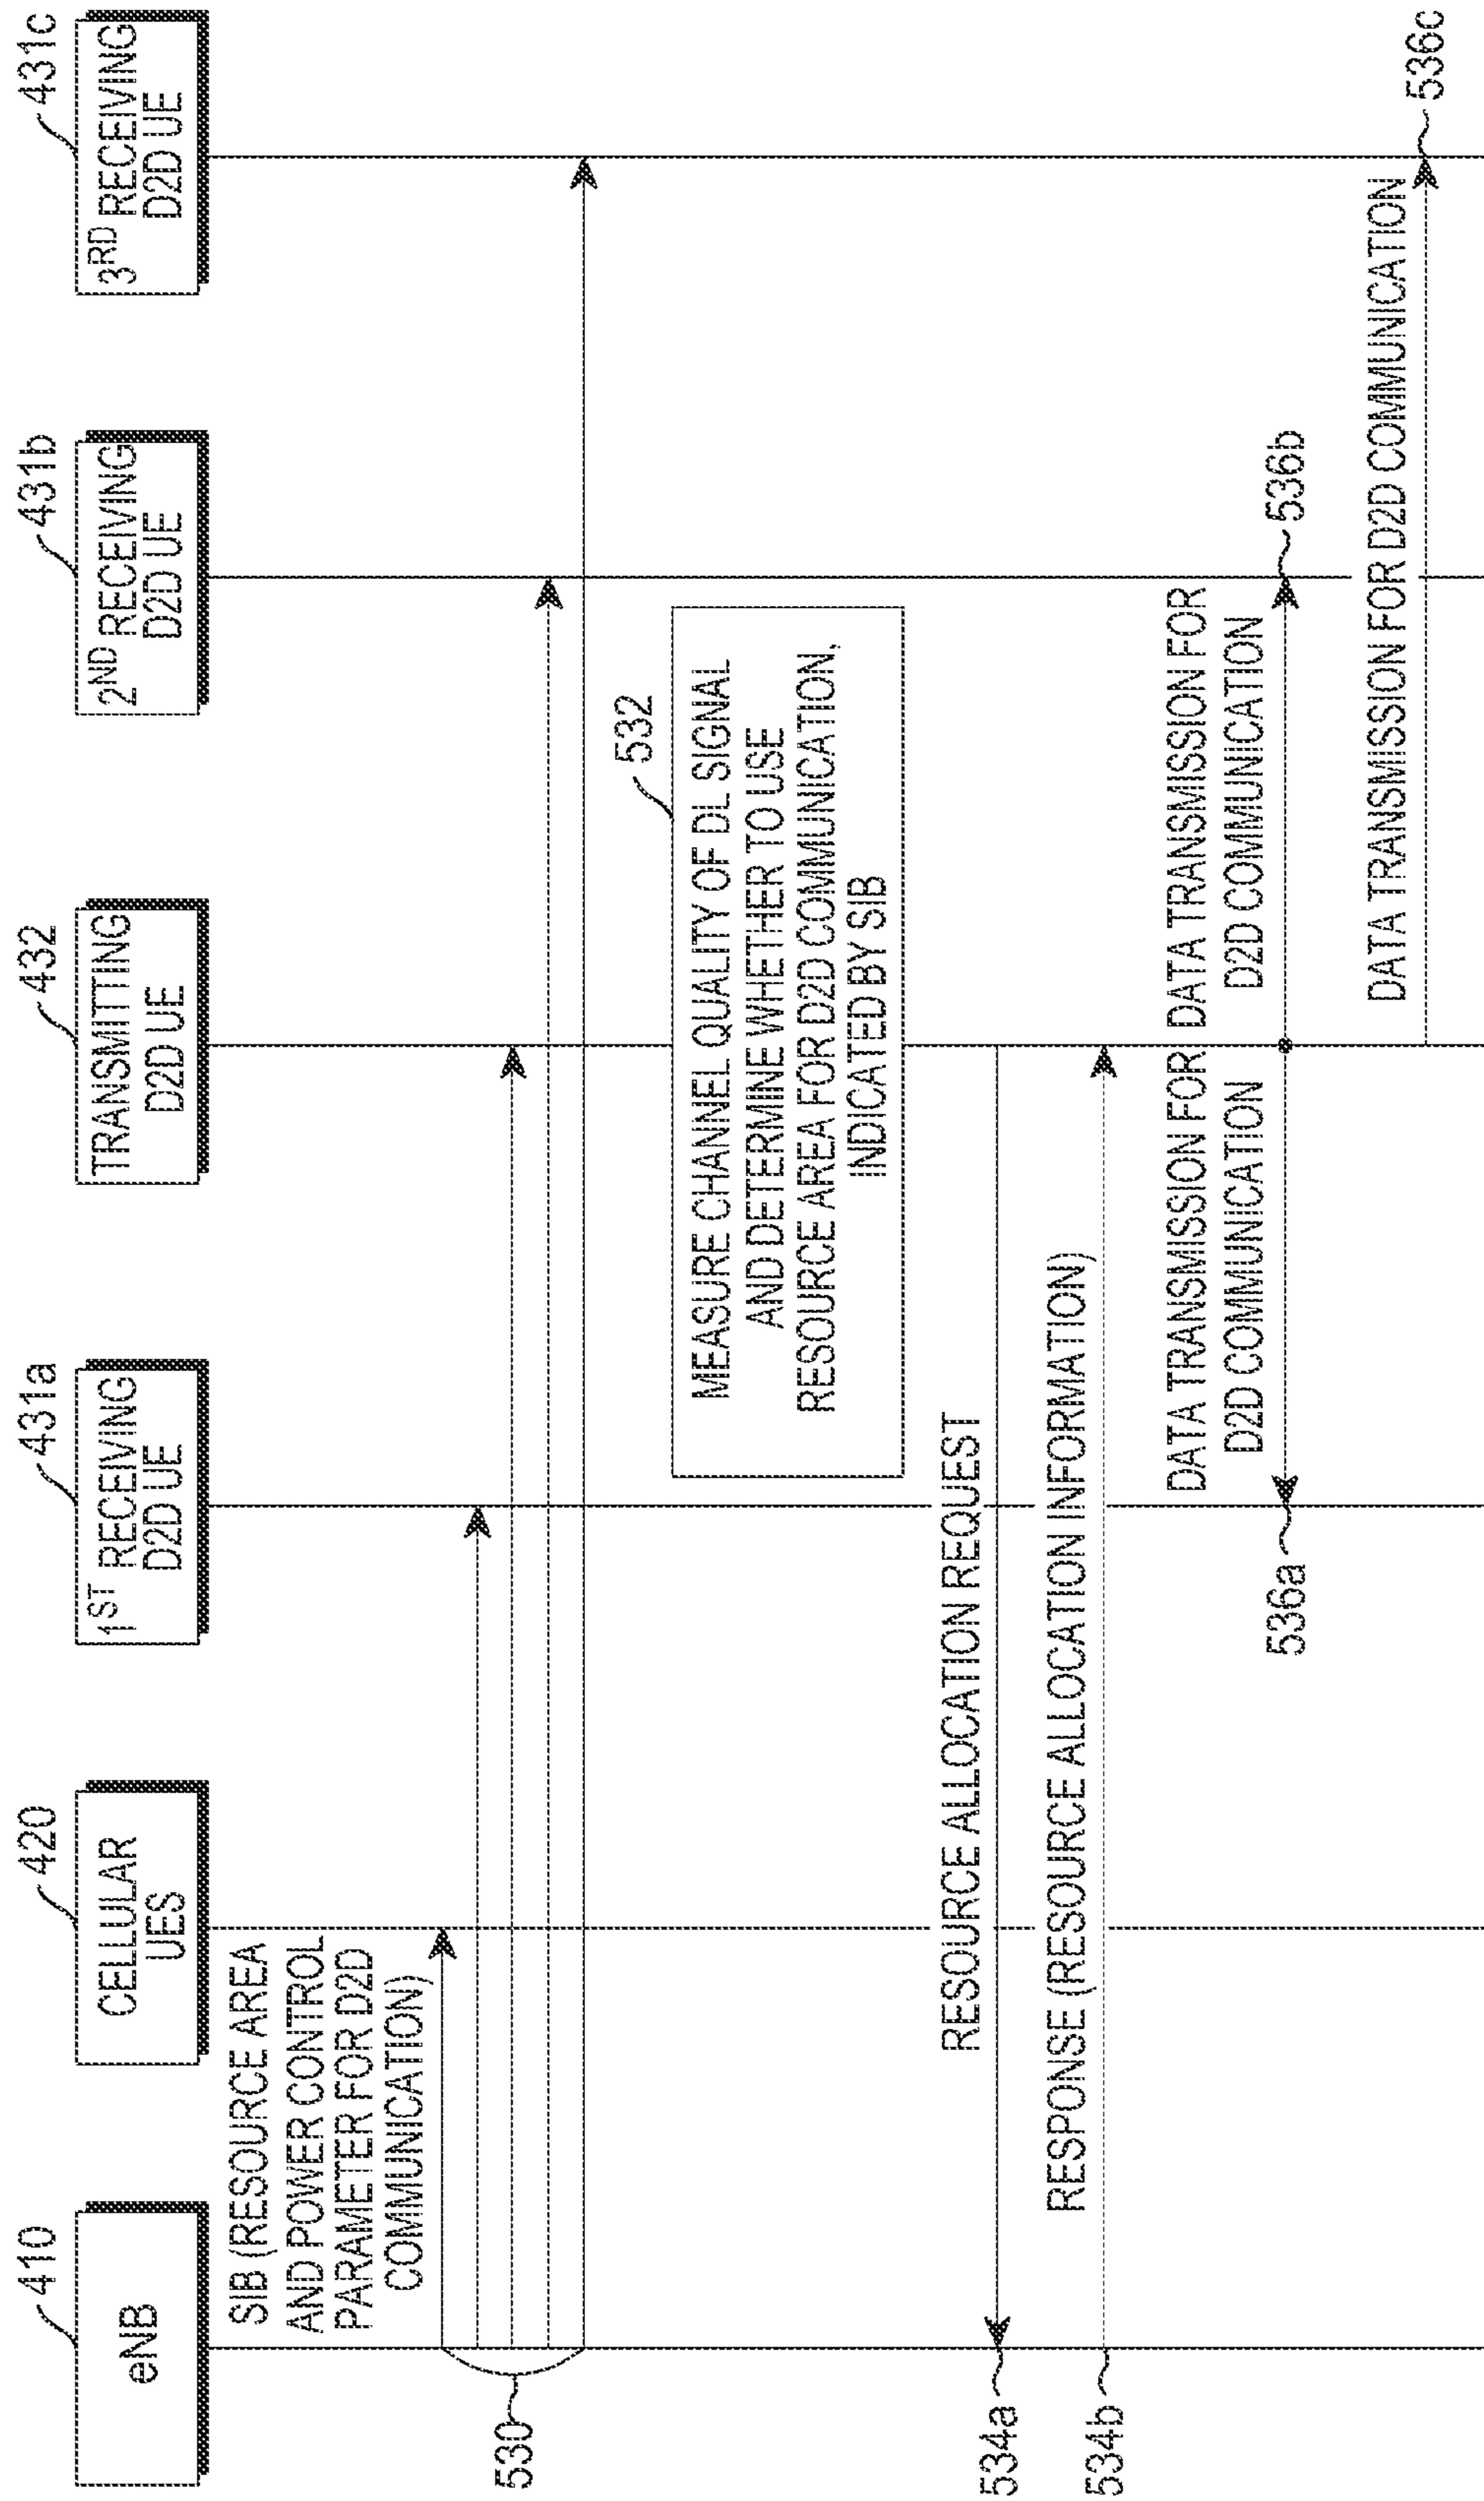 410
eNB
420
CELLULAR
UES
431a
1ST RECEIVING
D2D UE
432
TRANSMITTING
D2D UE
431b
2ND RECEIVING
D2D UE
431c
3RD RECEIVING
D2D UE
SIB (RESOURCE AREA
AND POWER CONTROL
PARAMETER FOR D2D
COMMUNICATION)
530
532
MEASURE CHANNEL QUALITY OF DL SIGNAL
AND DETERMINE WHETHER TO USE
RESOURCE AREA FOR D2D COMMUNICATION,
INDICATED BY SIB
RESOURCE ALLOCATION REQUEST
534a
RESPONSE (RESOURCE ALLOCATION INFORMATION)
534b
DATA TRANSMISSION FOR
D2D COMMUNICATION
536a
DATA TRANSMISSION FOR
D2D COMMUNICATION
536b
DATA TRANSMISSION FOR D2D COMMUNICATION
536c